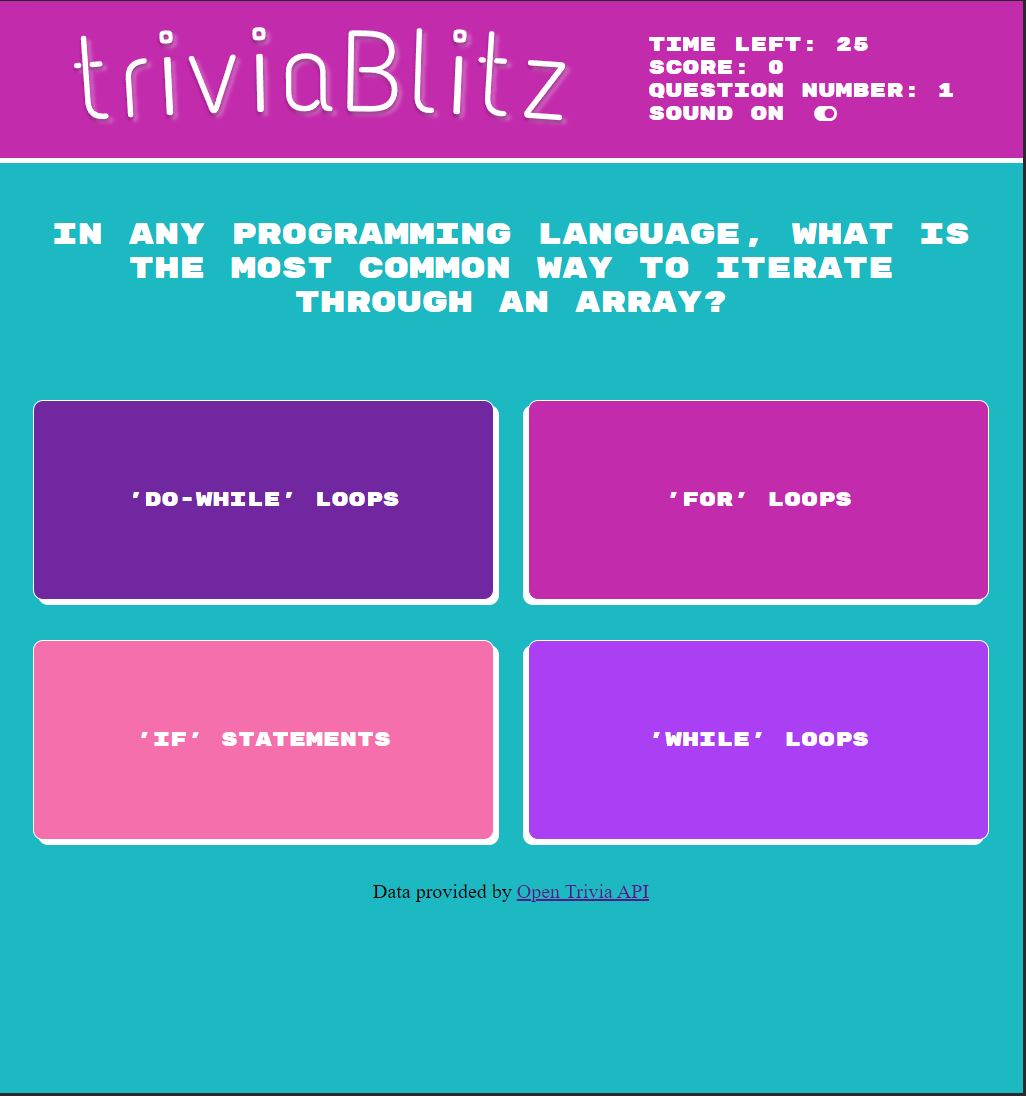 triviaBlitz
TIME LEFT: 25
SCORE: 0
QUESTION NUMBER: 1
SOUND ON
IN ANY PROGRAMMING LANGUAGE, WHAT IS
THE MOST COMMON WAY TO ITERATE
THROUGH AN ARRAY?
'DO-WHILE' LOOPS
'FOR' LOOPS
'IF' STATEMENTS
'WHILE' LOOPS
Data provided by Open Trivia API